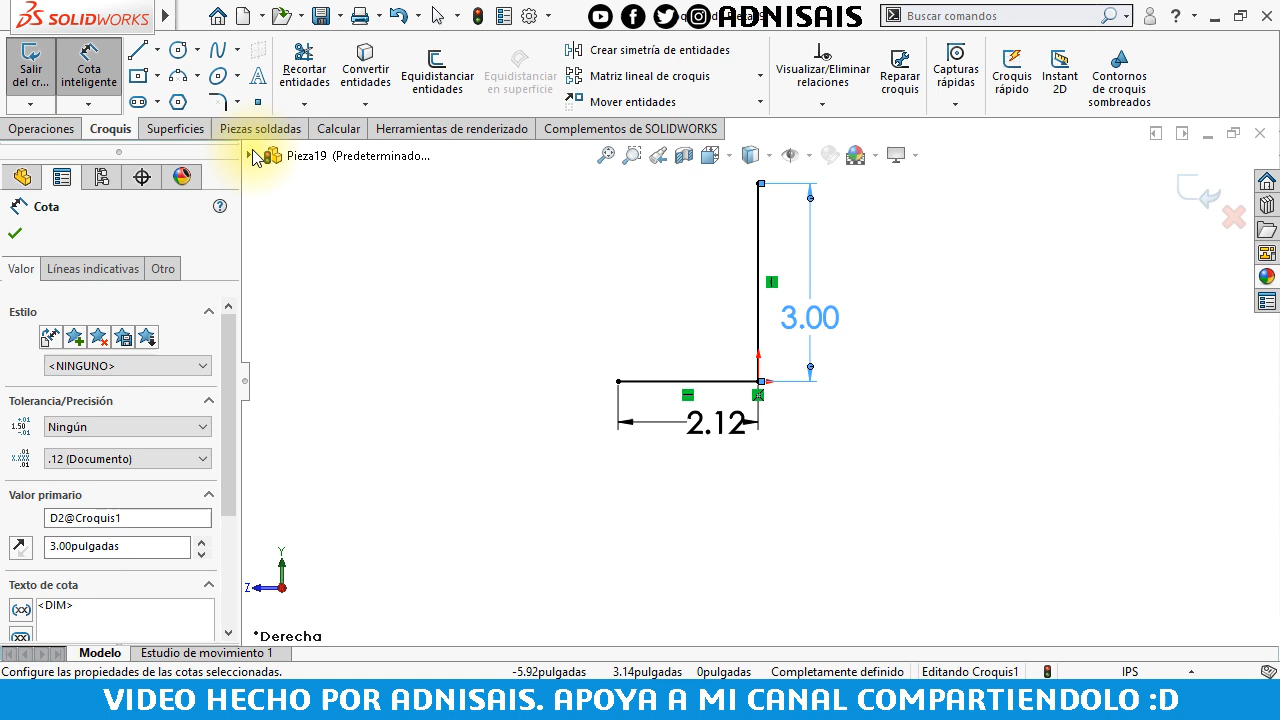 SOLIDWORKS
ADNISAIS
Buscar comandos
Salir del cr...
Cota inteligente
Recortar entidades
Convertir entidades
Equidistanciar entidades
Equidistanciar en superficie
Crear simetría de entidades
Matriz lineal de croquis
Mover entidades
Visualizar/Eliminar relaciones
Reparar croquis
Capturas rápidas
Croquis rápido
Instant 2D
Contornos de croquis sombreados
Operaciones
Croquis
Superficies
Piezas soldadas
Calcular
Herramientas de renderizado
Complementos de SOLIDWORKS
Pieza19 (Predeterminado...
Cota
Valor
Líneas indicativas
Otro
Estilo
<NINGUNO>
Tolerancia/Precisión
Ningún
.12 (Documento)
Valor primario
D2@Croquis1
3.00pulgadas
Texto de cota
<DIM>
3.00
2.12
Y
Z
*Derecha
Modelo
Estudio de movimiento 1
Configure las propiedades de las cotas seleccionadas.
-5.92pulgadas
3.14pulgadas
0pulgadas
Completamente definido
Editando Croquis1
IPS
VIDEO HECHO POR ADNISAIS. APOYA A MI CANAL COMPARTIENDOLO :D